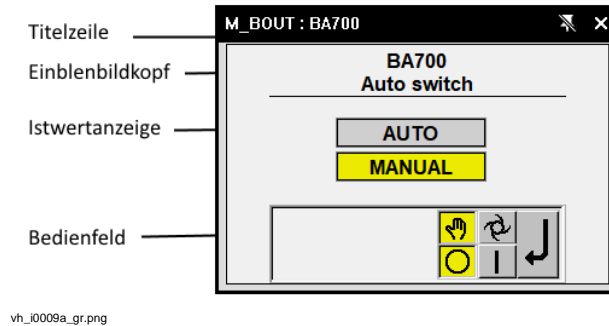 Titelzeile
M_BOUT : BA700
Einblenbildkopf
BA700
Auto switch
Istwertanzeige
AUTO
MANUAL
Bedienfeld
vh_i0009a_gr.png